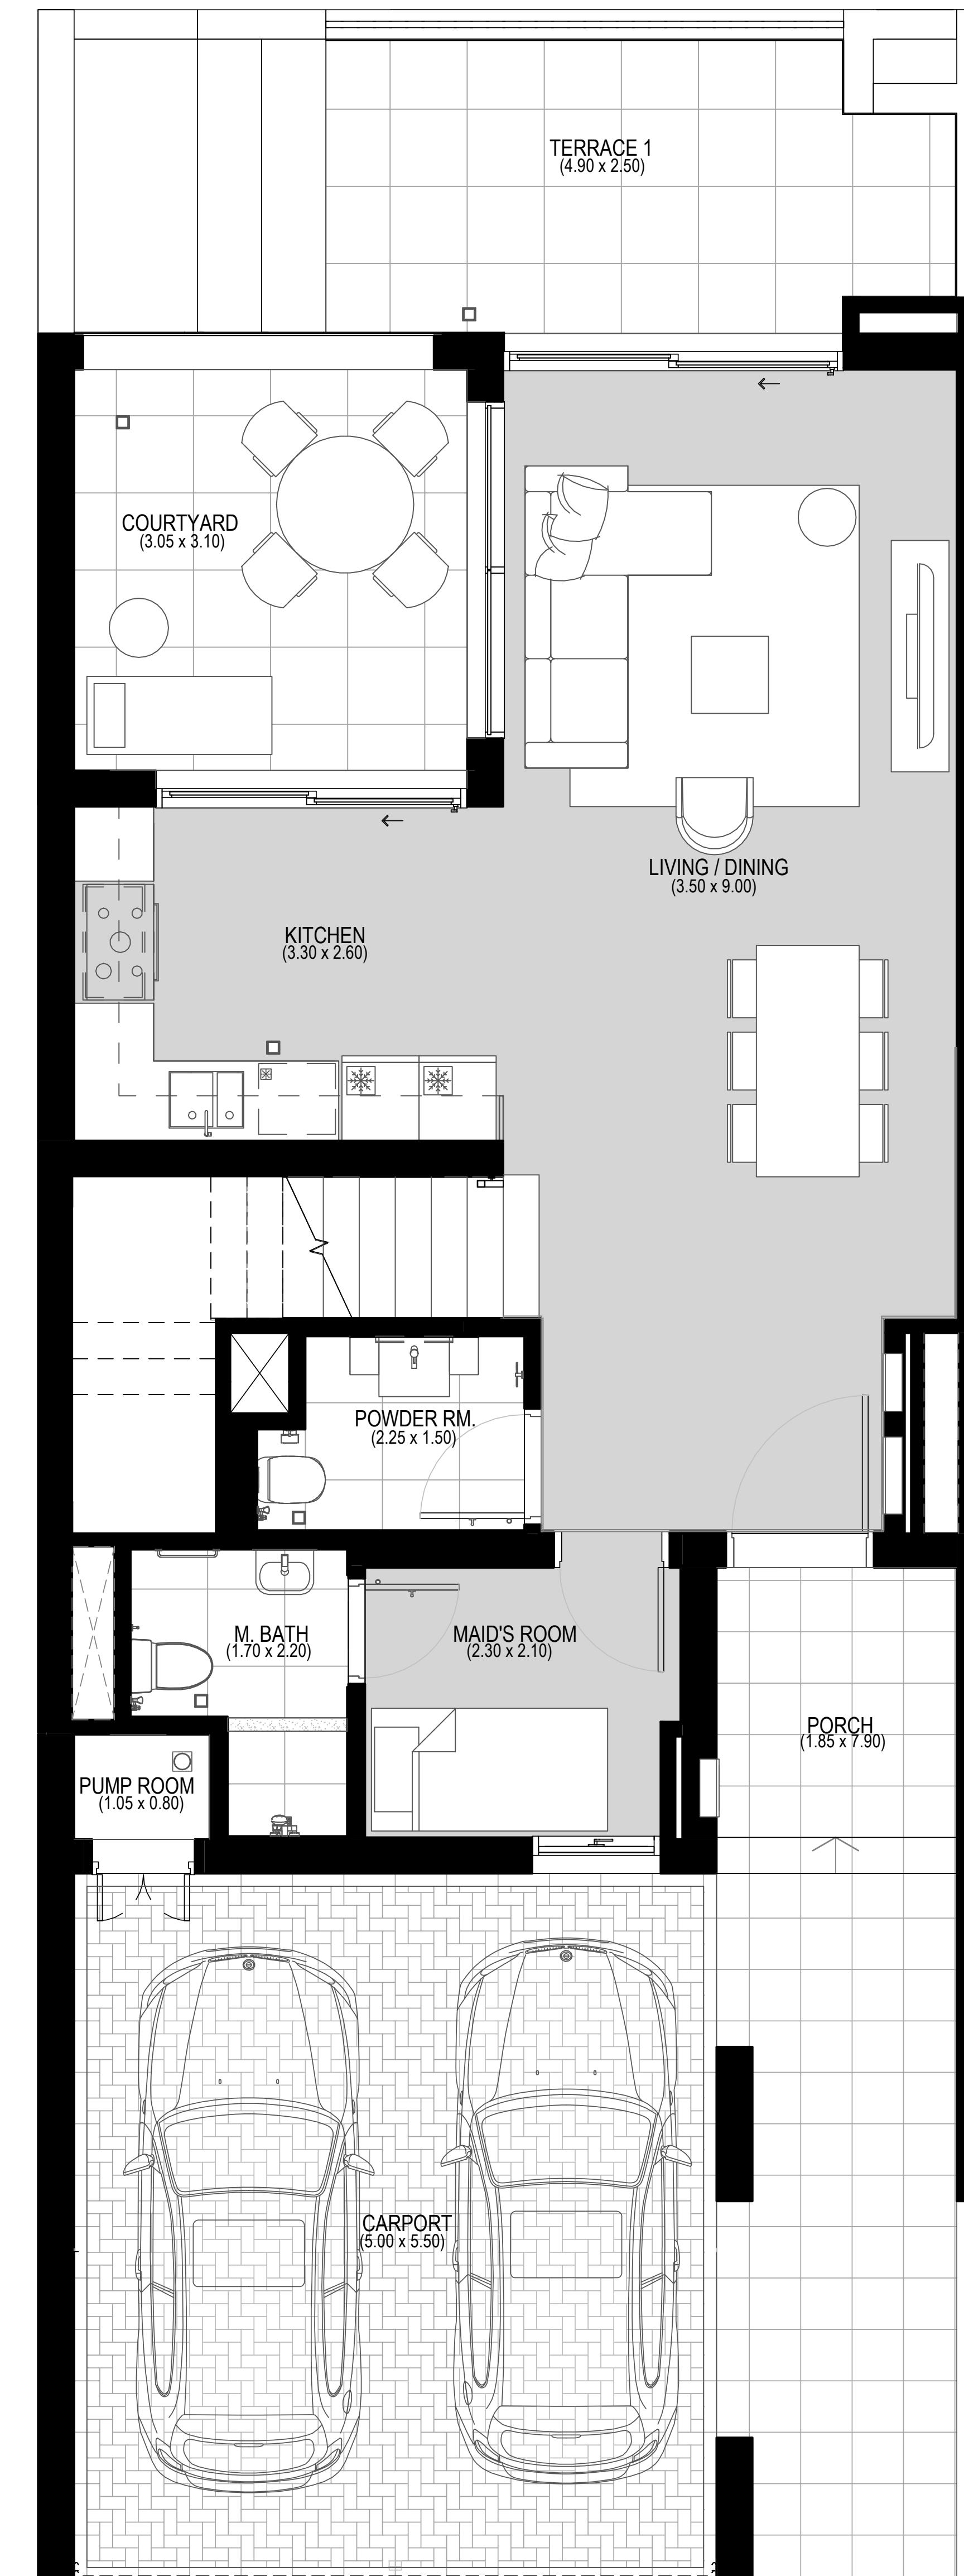 TERRACE 1
(4.90 x 2.50)
COURTYARD
(3.05 x 3.10)
LIVING / DINING
(3.50 x 9.00)
KITCHEN
(3.30 x 2.60)
POWDER RM.
(2.25 x 1.50)
M. BATH
(1.70 x 2.20)
MAID'S ROOM
(2.30 x 2.10)
PORCH
(1.85 x 7.90)
PUMP ROOM
(1.05 x 0.80)
CARPORT
(5.00 x 5.50)